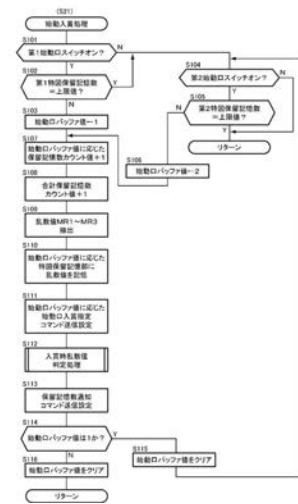 (S21)
始動入賞処理
S101
第1始動口スイッチオン?
N
Y
S102
第1特図保留記憶数
=上限値?
Y
N
S103
始動口バッファ値←1
S104
第2始動口スイッチオン?
N
Y
S105
第2特図保留記憶数
=上限値?
N
Y
リターン
S106
始動口バッファ値←2
S107
始動口バッファ値に応じた
保留記憶数カウント値+1
S108
合計保留記憶数
カウント値+1
S109
乱数値MR1~MR3
抽出
S110
始動口バッファ値に応じた
特図保留記憶部に
乱数値を記憶
S111
始動口バッファ値に応じた
始動口入賞指定
コマンド送信設定
S112
入賞時乱数値
判定処理
S113
保留記憶数通知
コマンド送信設定
S114
始動口バッファ値は1か?
Y
N
S115
始動口バッファ値をクリア
S116
始動口バッファ値をクリア
リターン